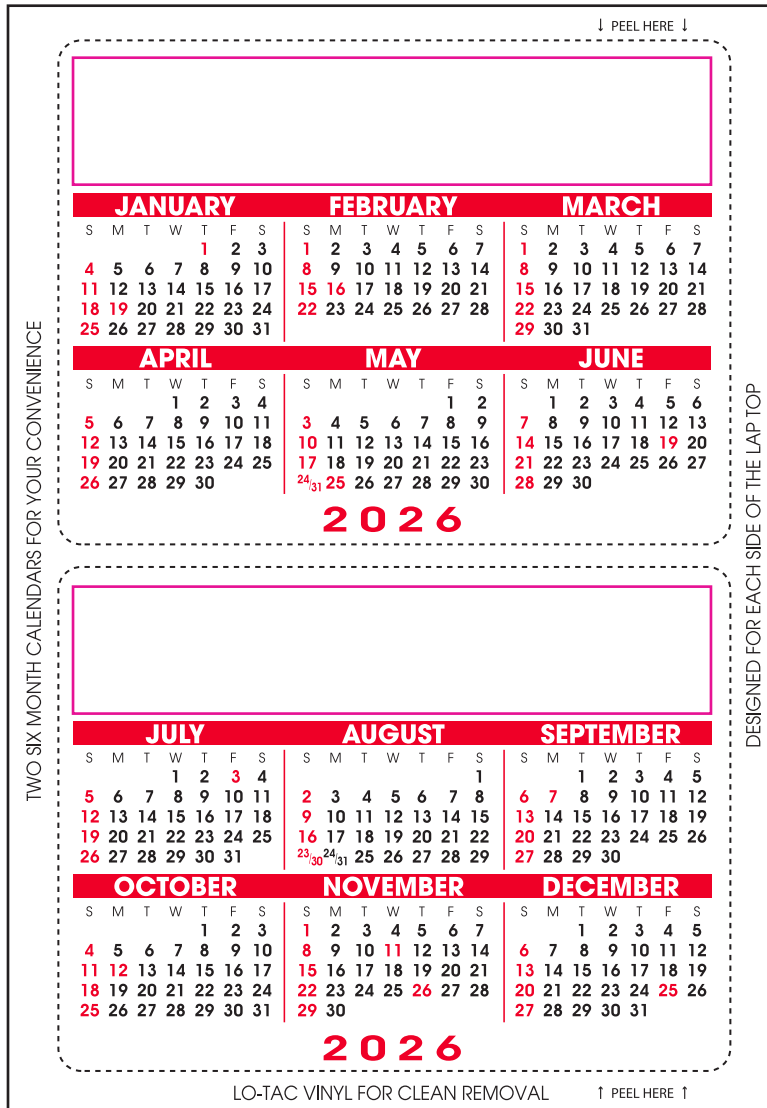 ↓ PEEL HERE ↓
TWO SIX MONTH CALENDARS FOR YOUR CONVENIENCE
DESIGNED FOR EACH SIDE OF THE LAP TOP
JANUARY
S M T W T F S
1 2 3
4 5 6 7 8 9 10
11 12 13 14 15 16 17
18 19 20 21 22 23 24
25 26 27 28 29 30 31
FEBRUARY
S M T W T F S
1 2 3 4 5 6 7
8 9 10 11 12 13 14
15 16 17 18 19 20 21
22 23 24 25 26 27 28
MARCH
S M T W T F S
1 2 3 4 5 6 7
8 9 10 11 12 13 14
15 16 17 18 19 20 21
22 23 24 25 26 27 28
29 30 31
APRIL
S M T W T F S
1 2 3 4
5 6 7 8 9 10 11
12 13 14 15 16 17 18
19 20 21 22 23 24 25
26 27 28 29 30
MAY
S M T W T F S
1 2
3 4 5 6 7 8 9
10 11 12 13 14 15 16
17 18 19 20 21 22 23
24/31 25 26 27 28 29 30
JUNE
S M T W T F S
1 2 3 4 5 6
7 8 9 10 11 12 13
14 15 16 17 18 19 20
21 22 23 24 25 26 27
28 29 30
2026
JULY
S M T W T F S
1 2 3 4
5 6 7 8 9 10 11
12 13 14 15 16 17 18
19 20 21 22 23 24 25
26 27 28 29 30 31
AUGUST
S M T W T F S
1
2 3 4 5 6 7 8
9 10 11 12 13 14 15
16 17 18 19 20 21 22
23/30 24/31 25 26 27 28 29
SEPTEMBER
S M T W T F S
1 2 3 4 5
6 7 8 9 10 11 12
13 14 15 16 17 18 19
20 21 22 23 24 25 26
27 28 29 30
OCTOBER
S M T W T F S
1 2 3
4 5 6 7 8 9 10
11 12 13 14 15 16 17
18 19 20 21 22 23 24
25 26 27 28 29 30 31
NOVEMBER
S M T W T F S
1 2 3 4 5 6 7
8 9 10 11 12 13 14
15 16 17 18 19 20 21
22 23 24 25 26 27 28
29 30
DECEMBER
S M T W T F S
1 2 3 4 5
6 7 8 9 10 11 12
13 14 15 16 17 18 19
20 21 22 23 24 25 26
27 28 29 30 31
2026
LO-TAC VINYL FOR CLEAN REMOVAL
↑ PEEL HERE ↑